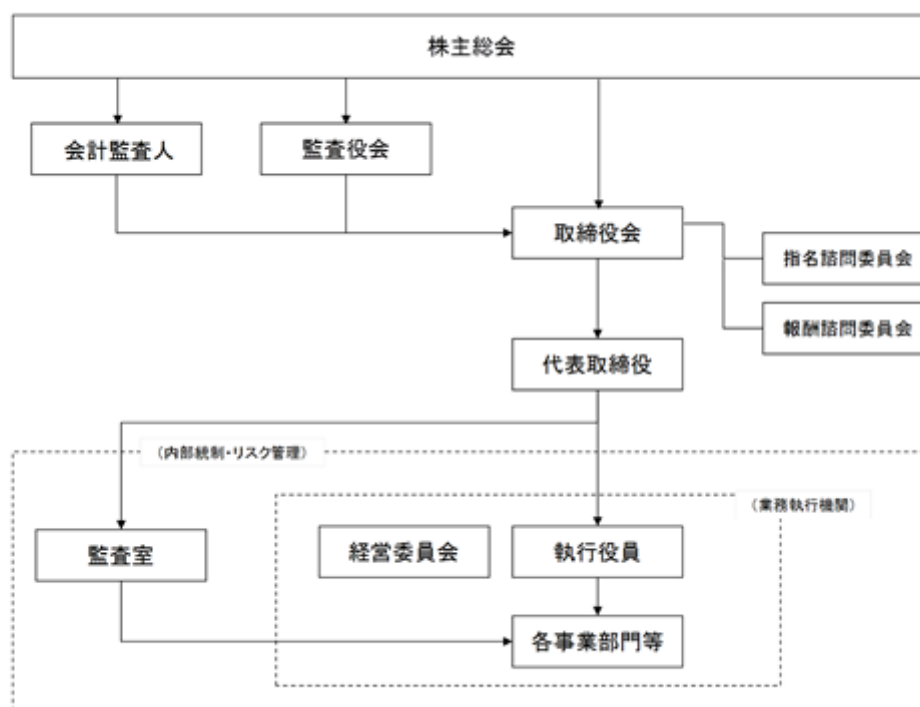 株主総会
会計監査人
監査役会
取締役会
指名諮問委員会
報酬諮問委員会
代表取締役
（内部統制・リスク管理）
（業務執行機関）
監査室
経営委員会
執行役員
各事業部門等